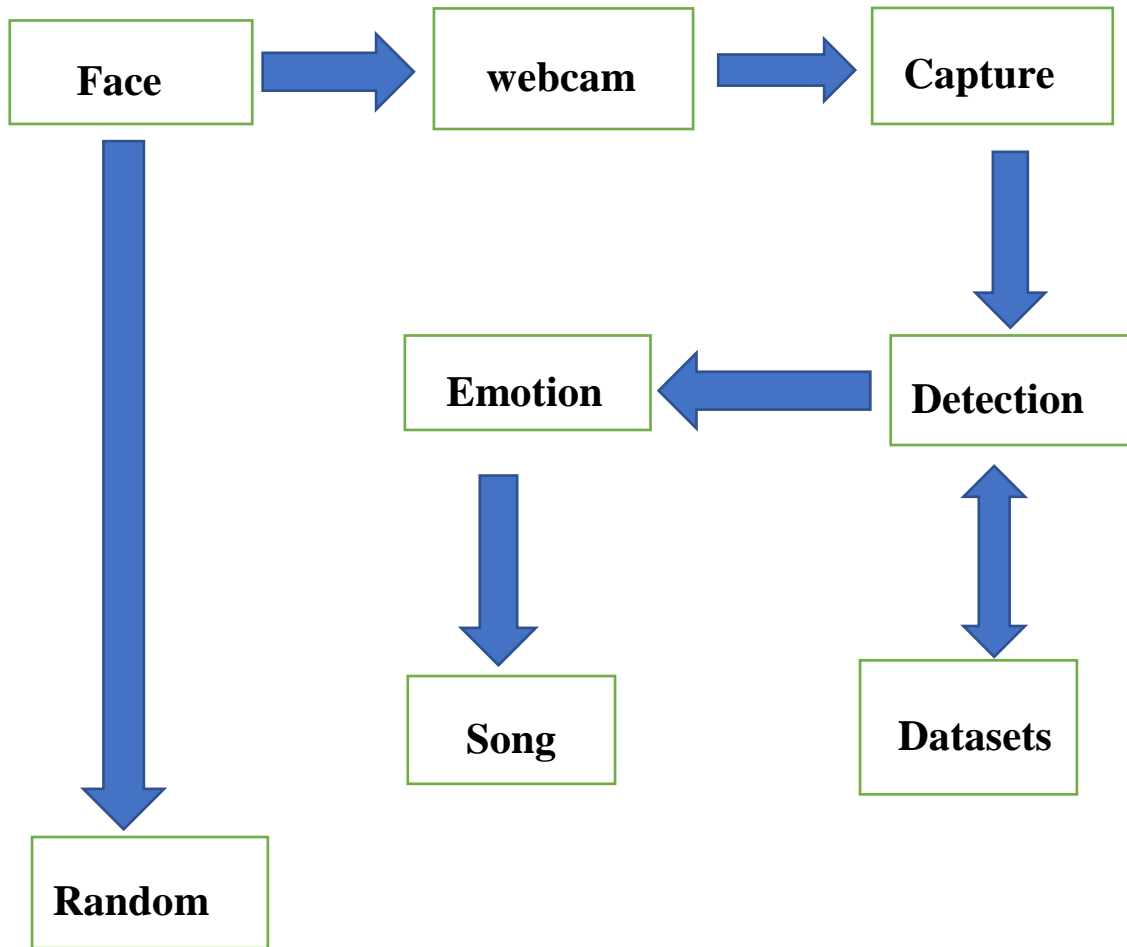 Face
webcam
Capture
Emotion
Detection
Song
Datasets
Random